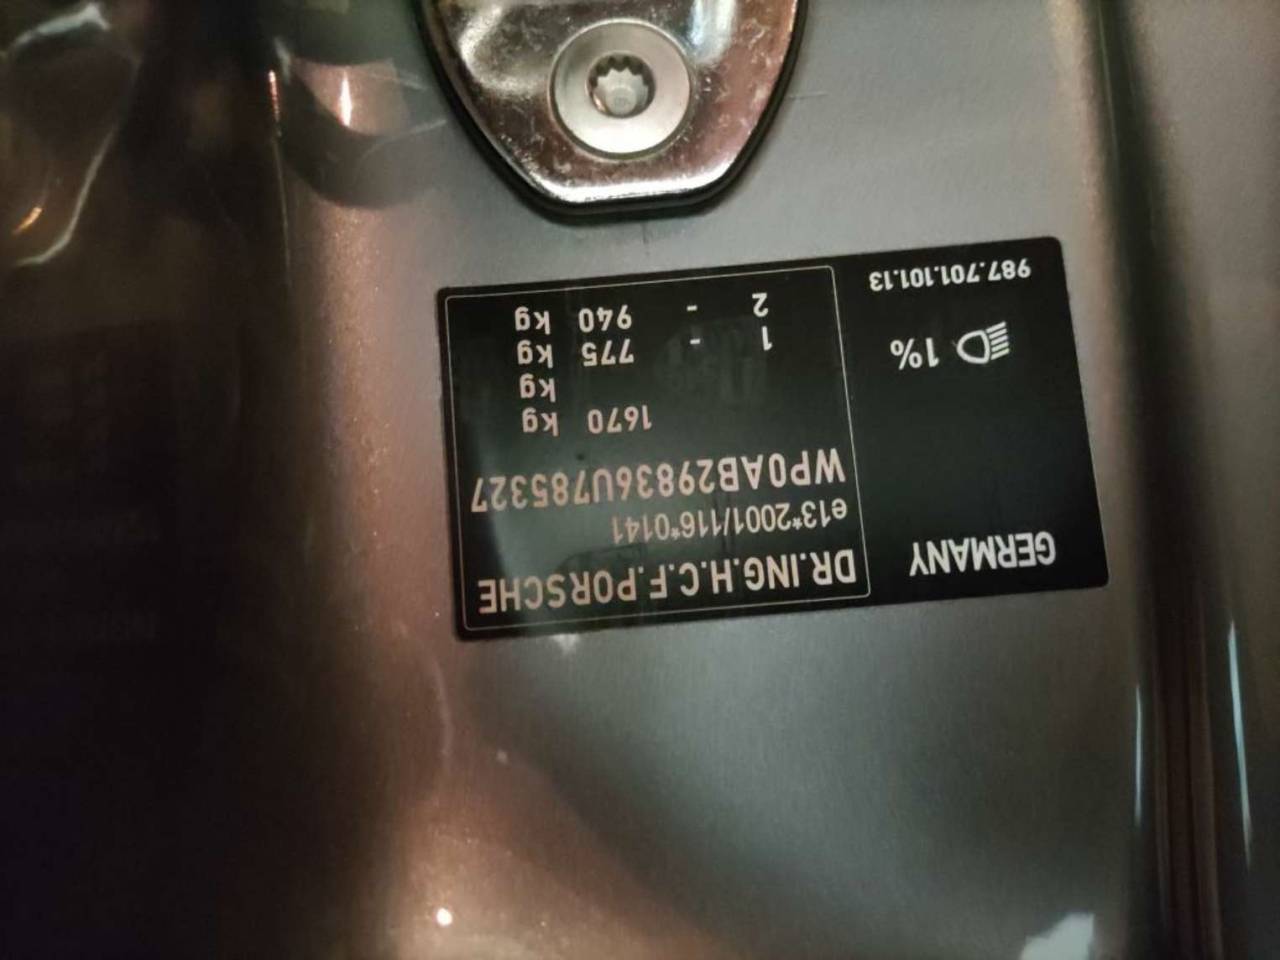 GERMANY
1%
987.701.101.13
DR.ING.H.C.F.PORSCHE
e13*2001/116*0141
WP0AB29836U785327
1670 kg
kg
1 - 775 kg
2 - 940 kg